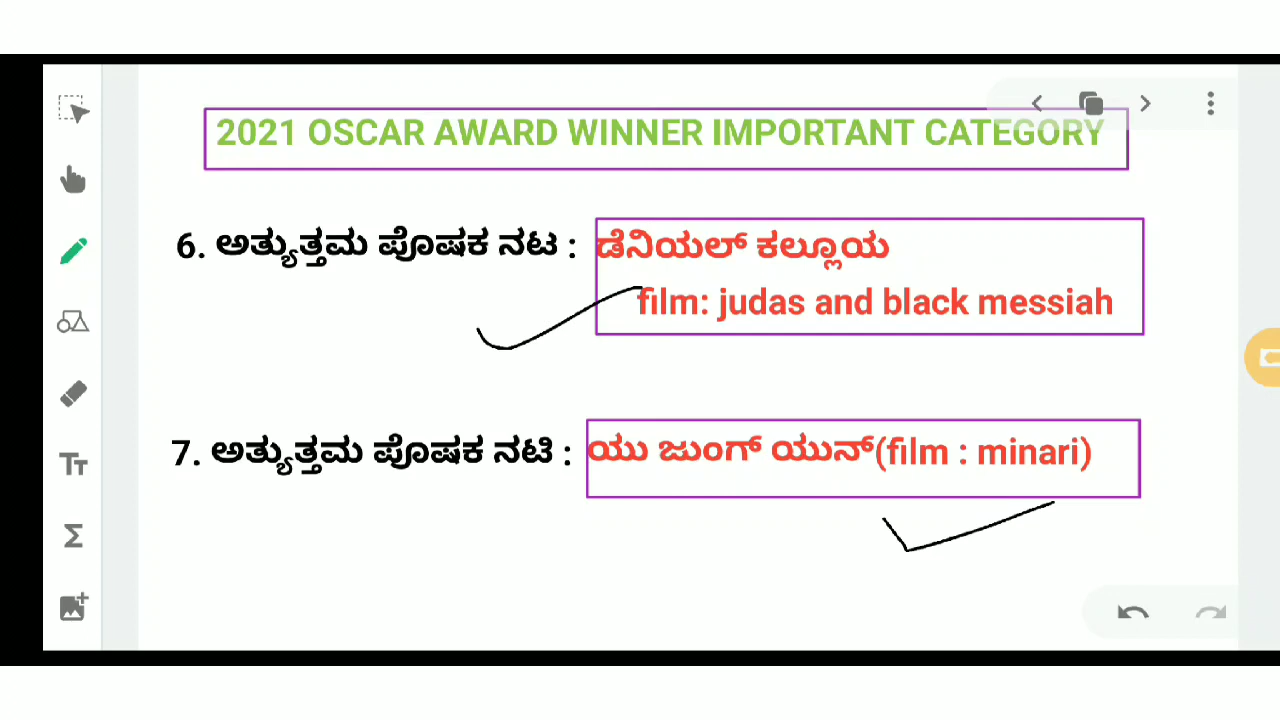 2021 OSCAR AWARD WINNER IMPORTANT CATEGORY
6. ಅತ್ಯುತ್ತಮ ಪೊಷಕ ನಟ : ಡೆನಿಯಲ್ ಕಲ್ಲೂಯ
film: judas and black messiah
7. ಅತ್ಯುತ್ತಮ ಪೊಷಕ ನಟಿ : ಯು ಜುಂಗ್ ಯುನ್(film : minari)